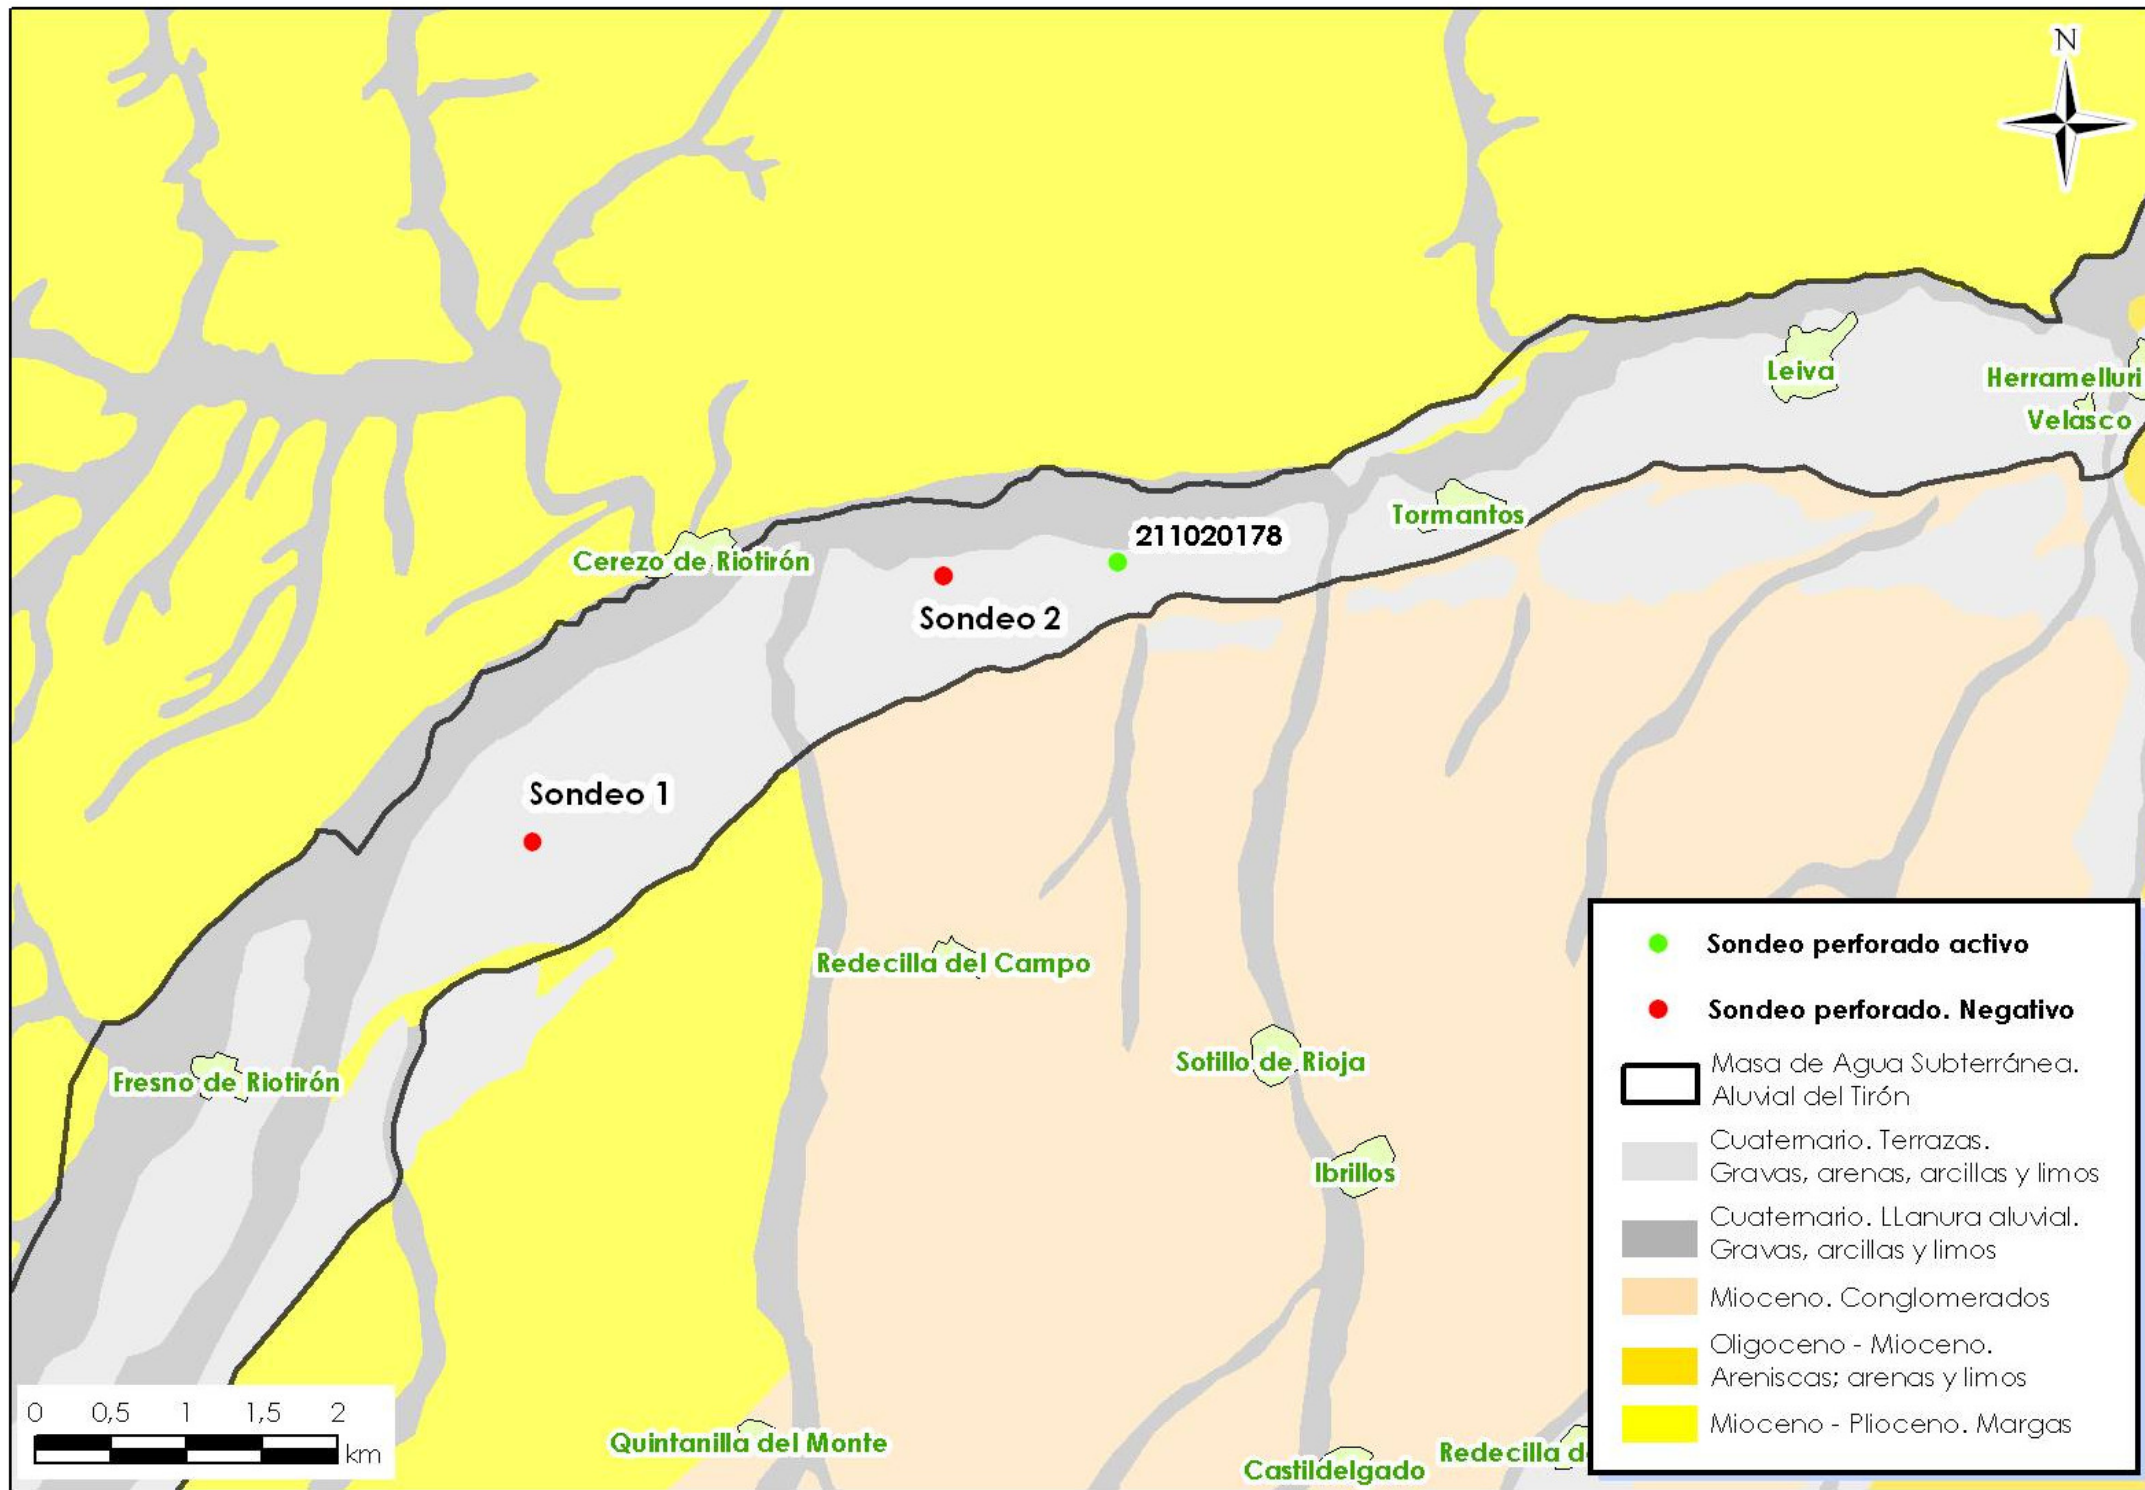 N
Leiva
Herramelluri
Velasco
Tormantos
211020178
Cerezo de Riotirón
Sondeo 2
Sondeo 1
Redecilla del Campo
Fresno de Riotirón
Sotillo de Rioja
Ibrillos
Quintanilla del Monte
Castildelgado
Redecilla d
0 0,5 1 1,5 2
km
Sondeo perforado activo
Sondeo perforado. Negativo
Masa de Agua Subterránea.
Aluvial del Tirón
Cuaternario. Terrazas.
Gravas, arenas, arcillas y limos
Cuaternario. LLanura aluvial.
Gravas, arcillas y limos
Mioceno. Conglomerados
Oligoceno - Mioceno.
Areniscas; arenas y limos
Mioceno - Plioceno. Margas